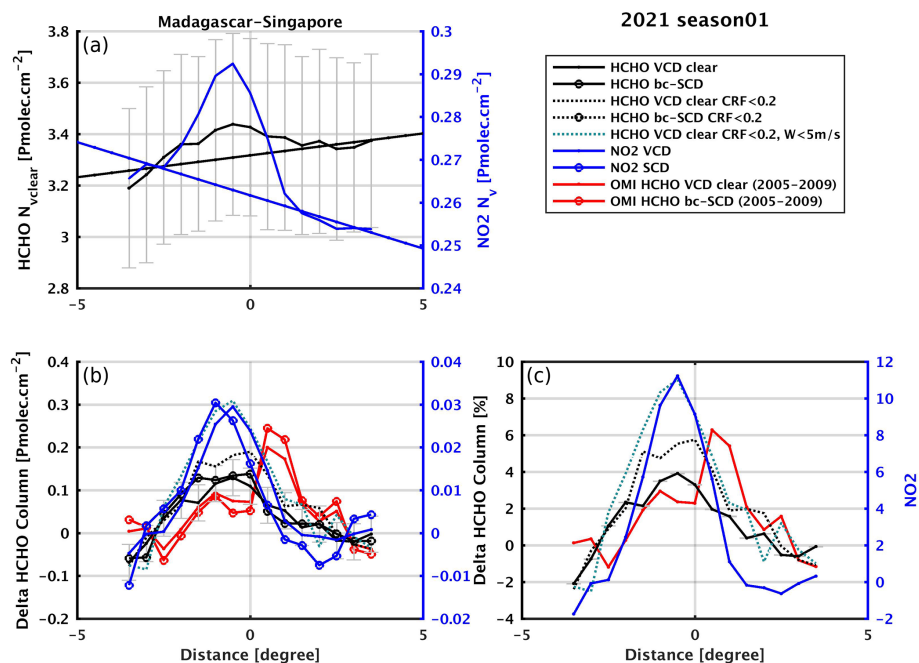 Madagascar-Singapore
2021 season01
(a)
3.8
3.6
3.4
3.2
3
2.8
HCHO N_vclear [Pmolec.cm⁻²]
0.3
0.29
0.28
0.27
0.26
0.25
0.24
NO2 N_v [Pmolec.cm⁻²]
-5
0
5
HCHO VCD clear
HCHO bc-SCD
HCHO VCD clear CRF<0.2
HCHO bc-SCD CRF<0.2
HCHO VCD clear CRF<0.2, W<5m/s
NO2 VCD
NO2 SCD
OMI HCHO VCD clear (2005-2009)
OMI HCHO bc-SCD (2005-2009)
(b)
0.4
0.3
0.2
0.1
0
-0.1
-0.2
Delta HCHO Column [Pmolec.cm⁻²]
0.04
0.03
0.02
0.01
0
-0.01
-0.02
-5
0
5
Distance [degree]
(c)
10
8
6
4
2
0
-2
-4
Delta HCHO Column [%]
12
10
8
6
4
2
0
-2
NO2
-5
0
5
Distance [degree]